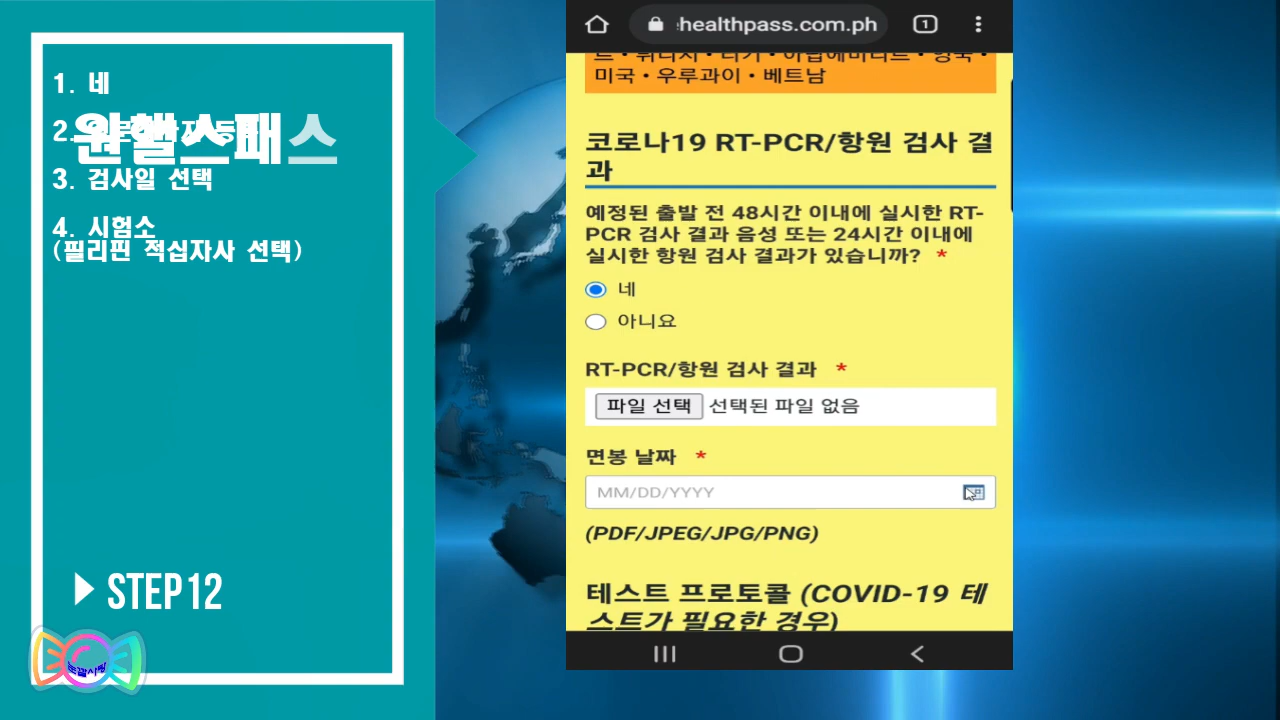 1. 네
원핼스패스
2.
3. 검사일 선택
4. 시험소
(필리핀 적십자사 선택)
STEP 12
healthpass.com.ph
1
미국 • 우루과이 • 베트남
코로나19 RT-PCR/항원 검사 결
과
예정된 출발 전 48시간 이내에 실시한 RT-
PCR 검사 결과 음성 또는 24시간 이내에
실시한 항원 검사 결과가 있습니까? *
네
아니요
RT-PCR/항원 검사 결과 *
파일 선택 선택된 파일 없음
면봉 날짜 *
MM/DD/YYYY
(PDF/JPEG/JPG/PNG)
테스트 프로토콜 (COVID-19 테
스트가 필요한 경우)